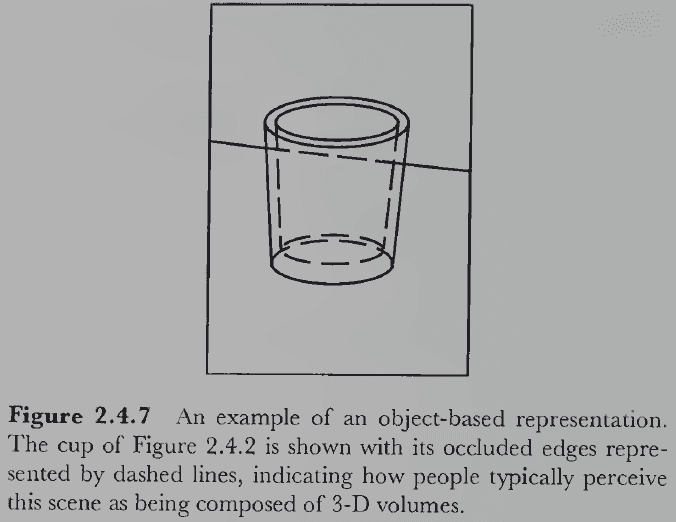 Figure 2.4.7 An example of an object-based representation.
The cup of Figure 2.4.2 is shown with its occluded edges repre-
sented by dashed lines, indicating how people typically perceive
this scene as being composed of 3-D volumes.